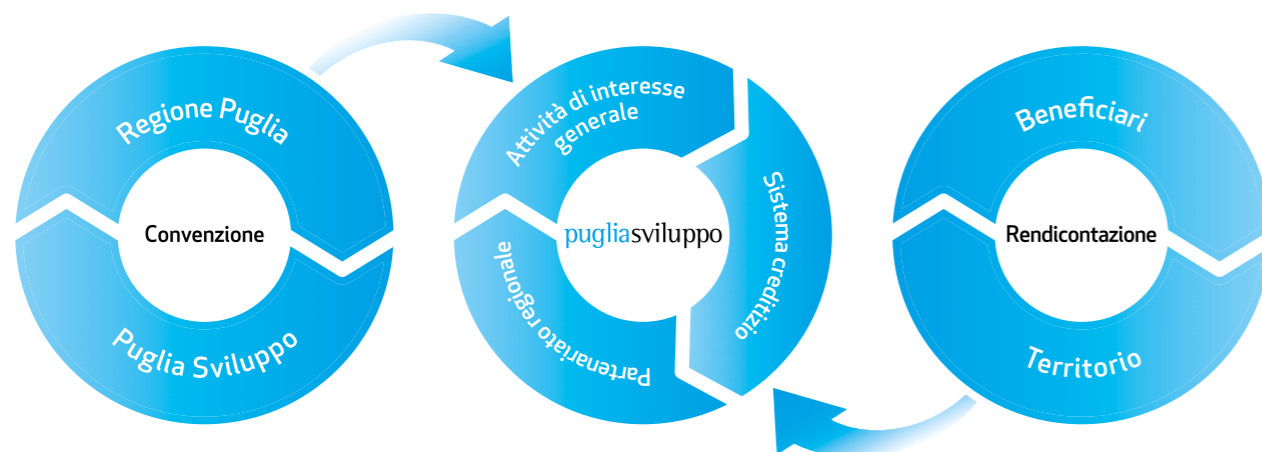 Regione Puglia
Convenzione
Puglia Sviluppo
Attività di interesse
generale
Sistema creditizio
pugliasviluppo
Partenariato regionale
Beneficiari
Rendicontazione
Territorio